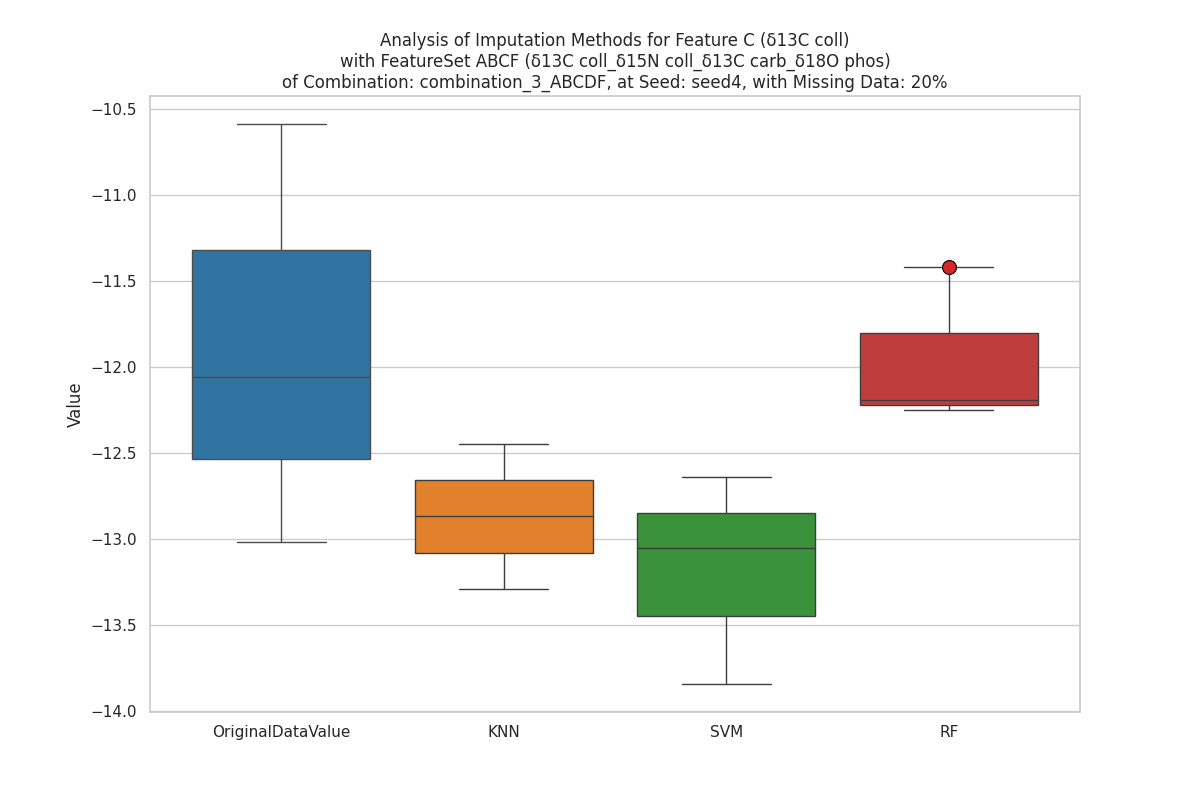 Analysis of Imputation Methods for Feature C (δ13C coll)
with FeatureSet ABCF (δ13C coll_δ15N coll_δ13C carb_δ18O phos)
of Combination: combination_3_ABCDF, at Seed: seed4, with Missing Data: 20%
−10.5
−11.0
−11.5
−12.0
−12.5
−13.0
−13.5
−14.0
Value
OriginalDataValue
KNN
SVM
RF